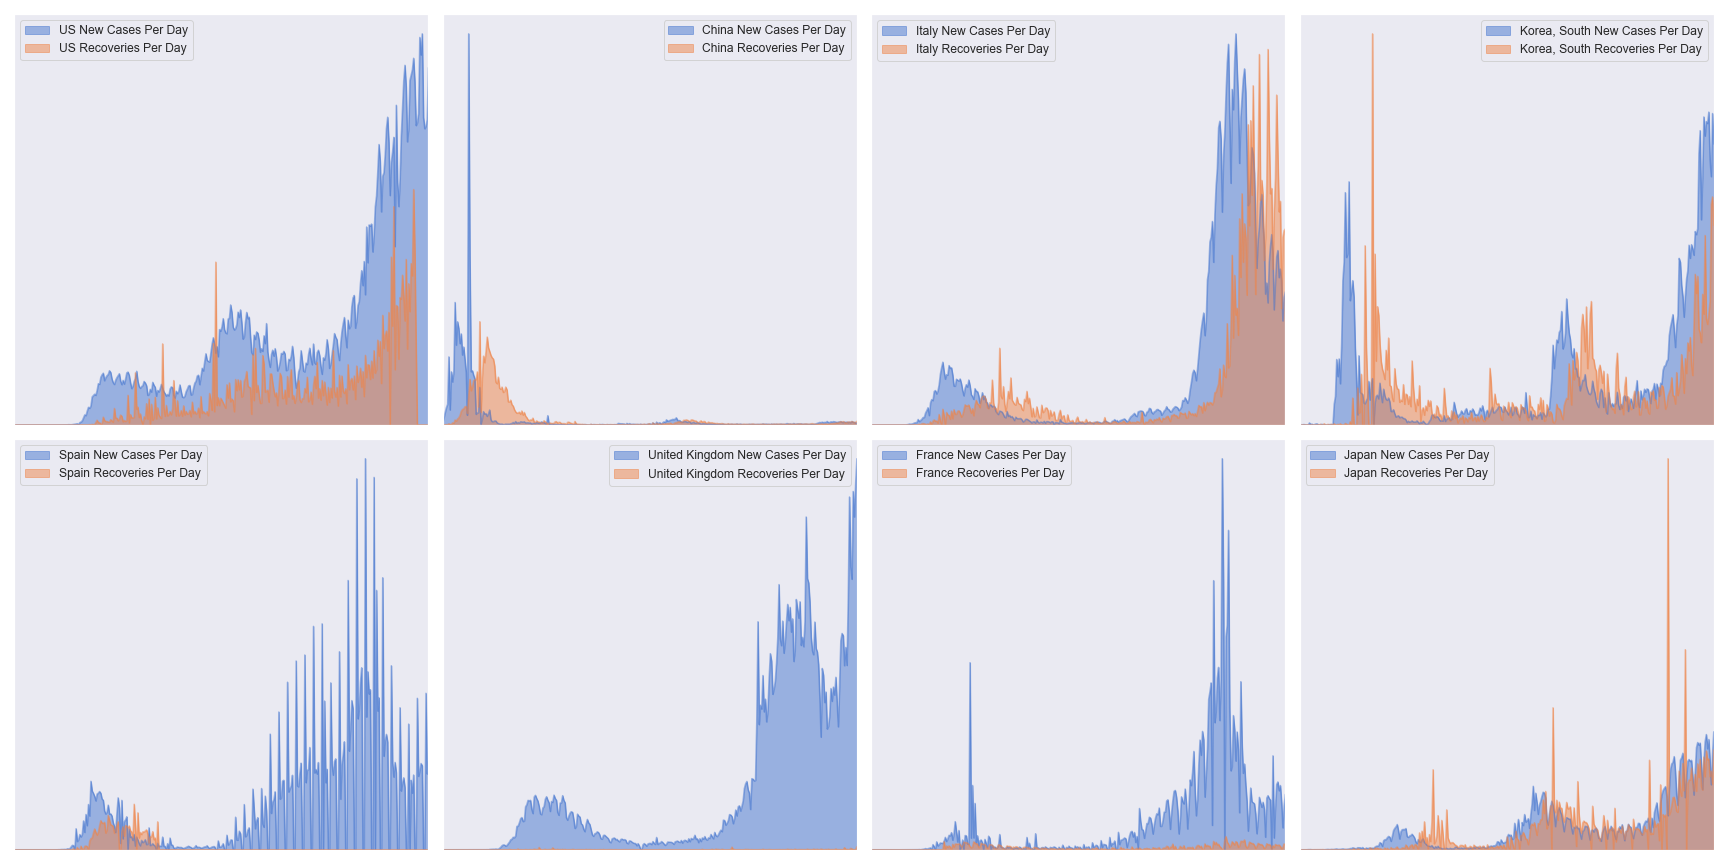 US New Cases Per Day
US Recoveries Per Day
China New Cases Per Day
China Recoveries Per Day
Italy New Cases Per Day
Italy Recoveries Per Day
Korea, South New Cases Per Day
Korea, South Recoveries Per Day
Spain New Cases Per Day
Spain Recoveries Per Day
United Kingdom New Cases Per Day
United Kingdom Recoveries Per Day
France New Cases Per Day
France Recoveries Per Day
Japan New Cases Per Day
Japan Recoveries Per Day